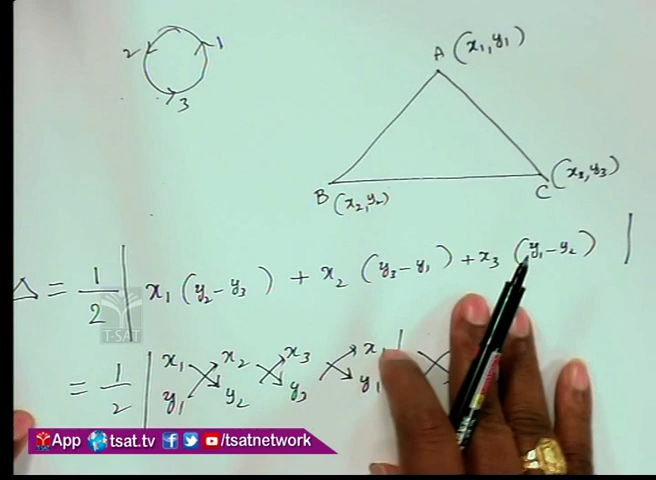 1
2
3
A (x₁, y₁)
B (x₂, y₂)
C (x₃, y₃)
Δ = 1/2 | x₁ (y₂ - y₃) + x₂ (y₃ - y₁) + x₃ (y₁ - y₂) |
T-SAT
= 1/2 | x₁ x₂ x₃ x₁ |
y₁ y₂ y₃ y₁
App tsat.tv /tsatnetwork